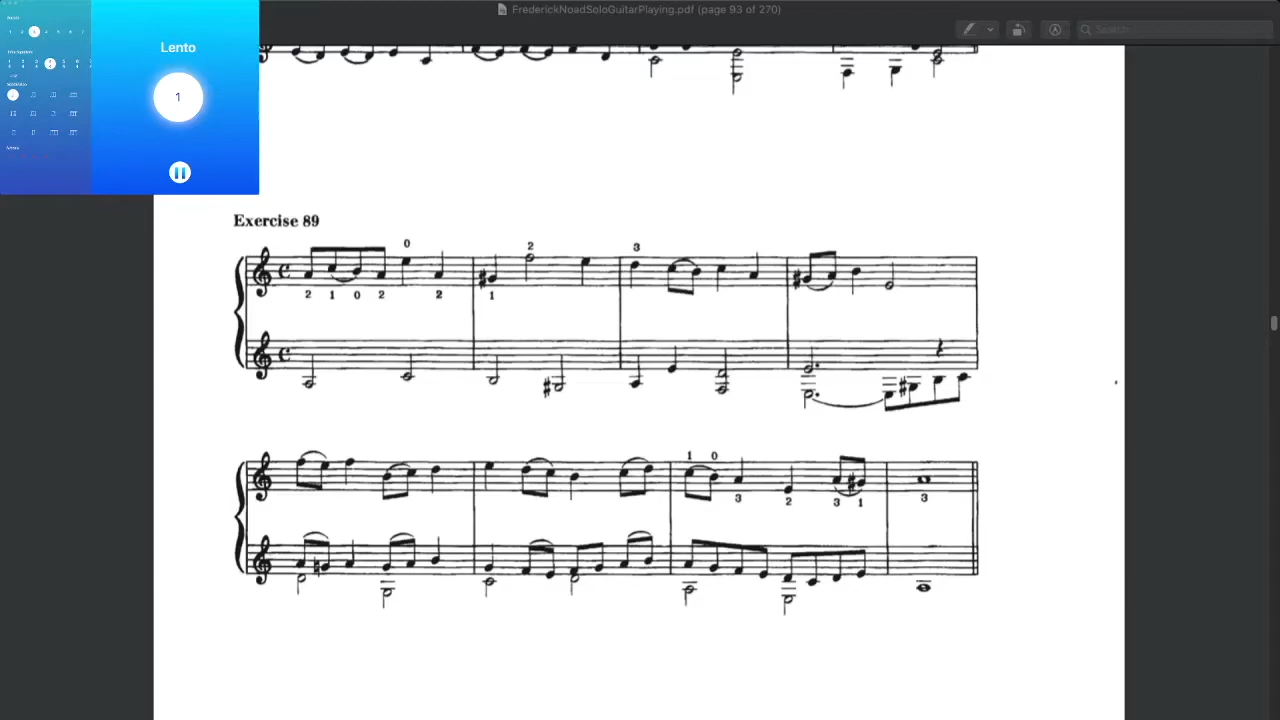 FrederickNoadSoloGuitarPlaying.pdf (page 93 of 270)
Search
Lento
1
Exercise 89
0 2 3
2 1 0 2 2 1
1 0
3 2 3 1 3